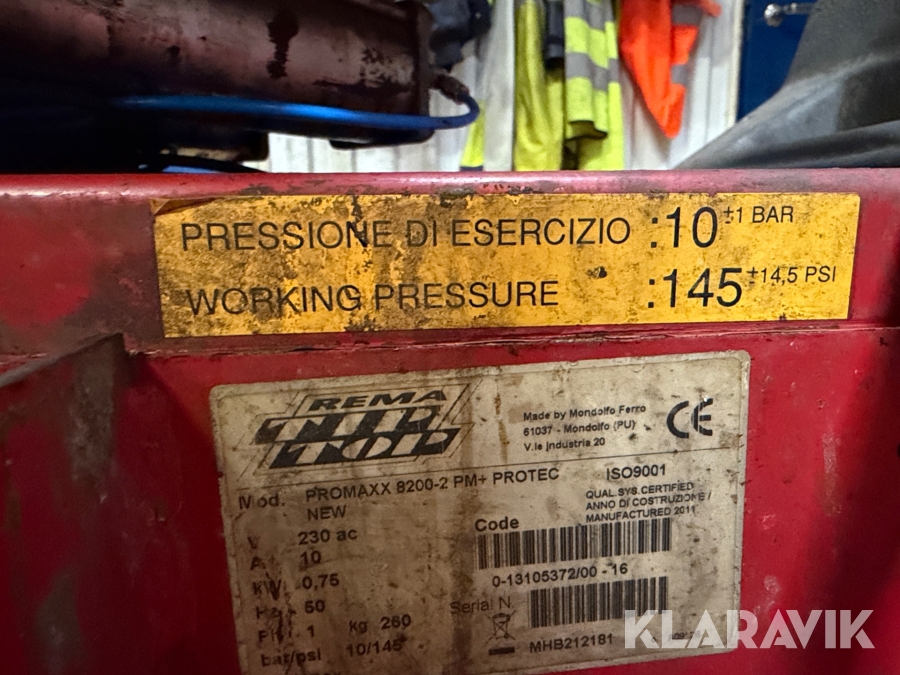 PRESSIONE DI ESERCIZIO :10 ±1 BAR
WORKING PRESSURE :145 ±14,5 PSI
REMA
TIP
TOP
Made by Mondolfo Ferro
61037 - Mondolfo (PU)
V.le Industria 20
CE
Mod. PROMAXX 8200-2 PM+ PROTEC
NEW
ISO9001
QUAL.SYS.CERTIFIED
ANNO DI COSTRUZIONE /
MANUFACTURED 2011
V 230 ac
A 10
kW 0,75
Hz 50
PH 1 kg 260
bar/psi 10/145
Code
0-13105372/00 - 16
Serial N.
MHB212181
KLARAVIK